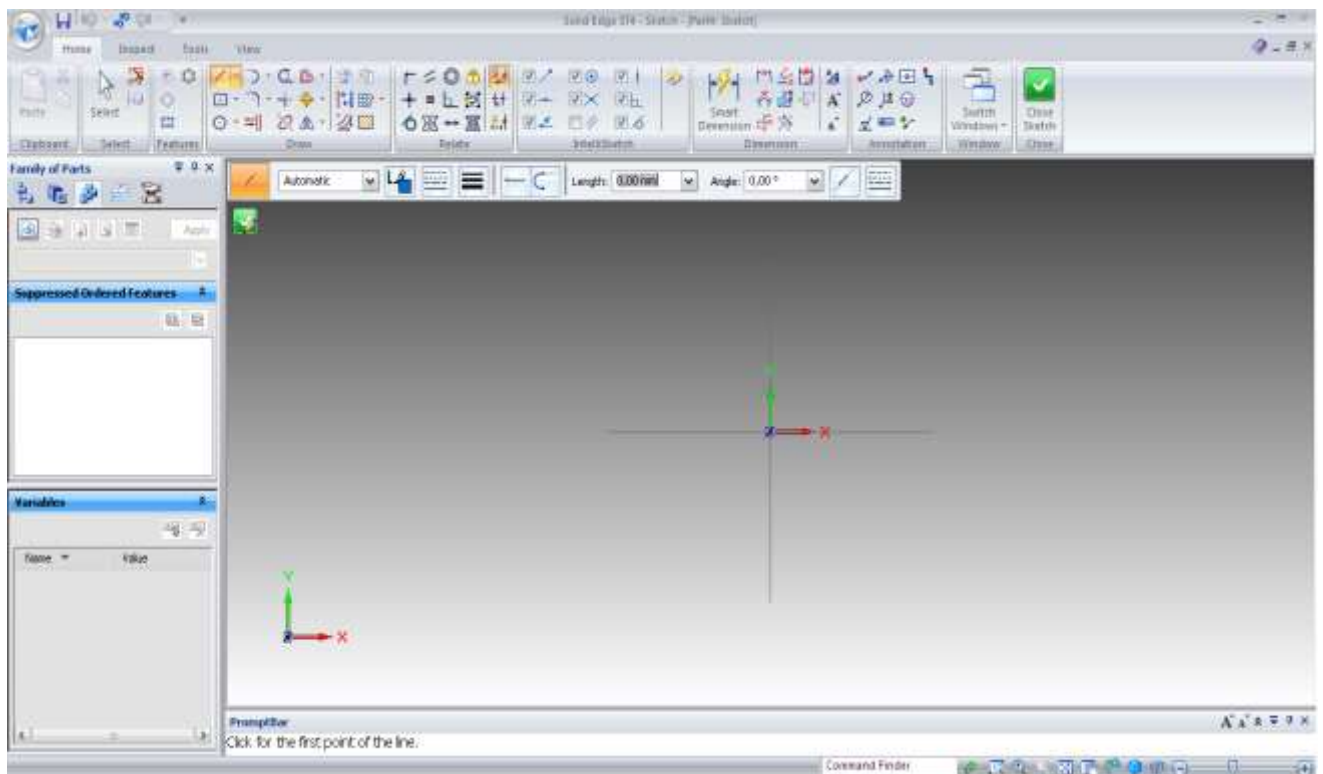 Solid Edge ST4 - Sketch - [Part1: Sketch]
Home Inspect Tools View
Paste
Select
Smart Dimension
Switch Windows
Close Sketch
Clipboard Select Features Draw Relate IntelliSketch Dimension Annotation Window Close
Family of Parts
Automatic Length: 0.00 mm Angle: 0.00 °
Apply
Suppressed Ordered Features
Y
X
Variables
Name Value
Y
X
PromptBar
Click for the first point of the line.
Command Finder